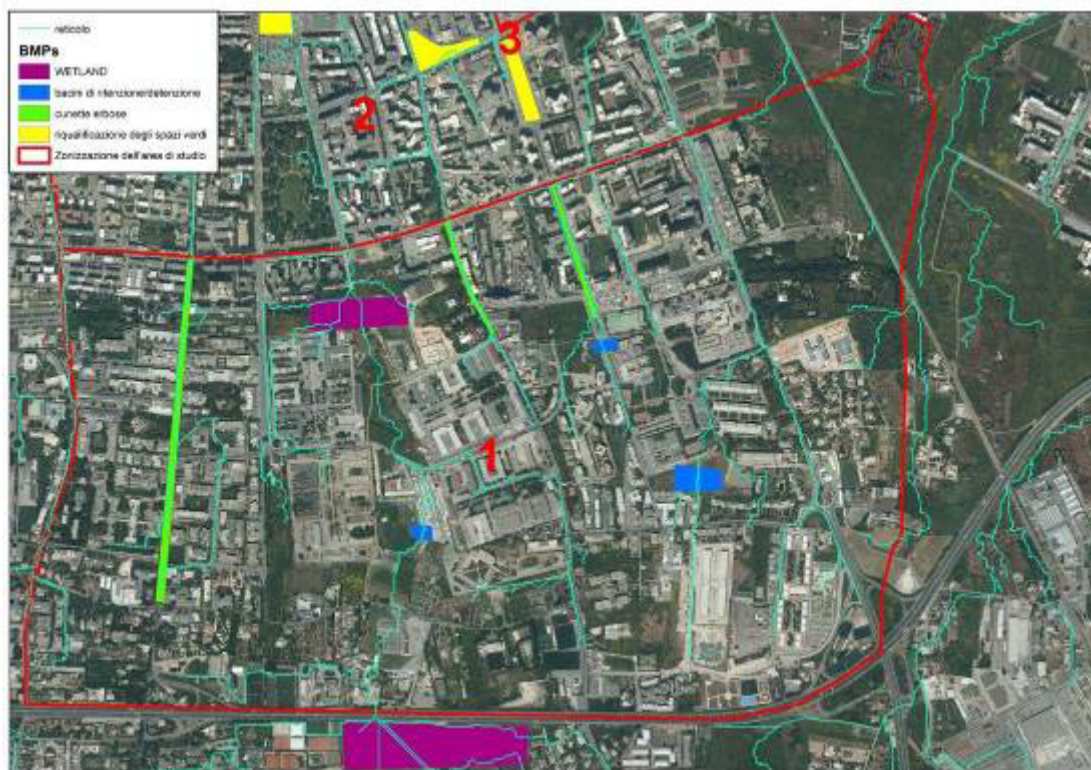 reticolo
BMPs
WETLAND
bacini di ritenzione/detenzione
cunette erbose
riqualificazione degli spazi verdi
Zonizzazione dell'area di studio
3
2
1